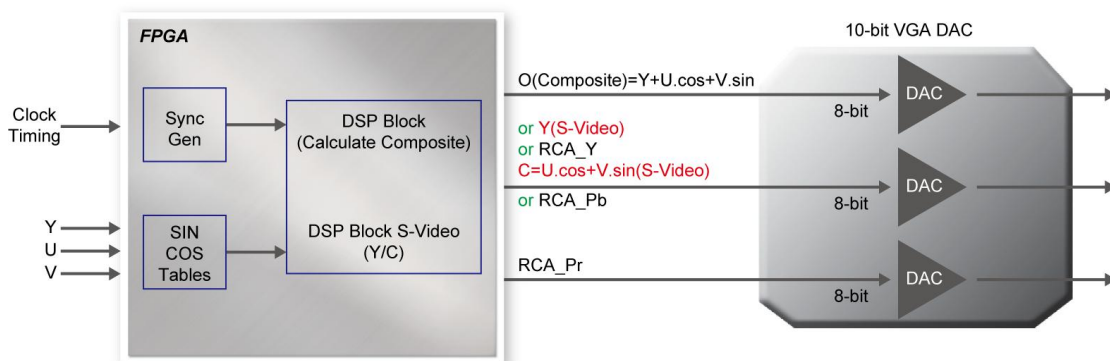 FPGA
10-bit VGA DAC
Clock
Timing
Sync
Gen
DSP Block
(Calculate Composite)
O(Composite)=Y+U.cos+V.sin
8-bit
DAC
or Y(S-Video)
or RCA_Y
C=U.cos+V.sin(S-Video)
or RCA_Pb
8-bit
DAC
Y
U
V
SIN
COS
Tables
DSP Block S-Video
(Y/C)
RCA_Pr
8-bit
DAC